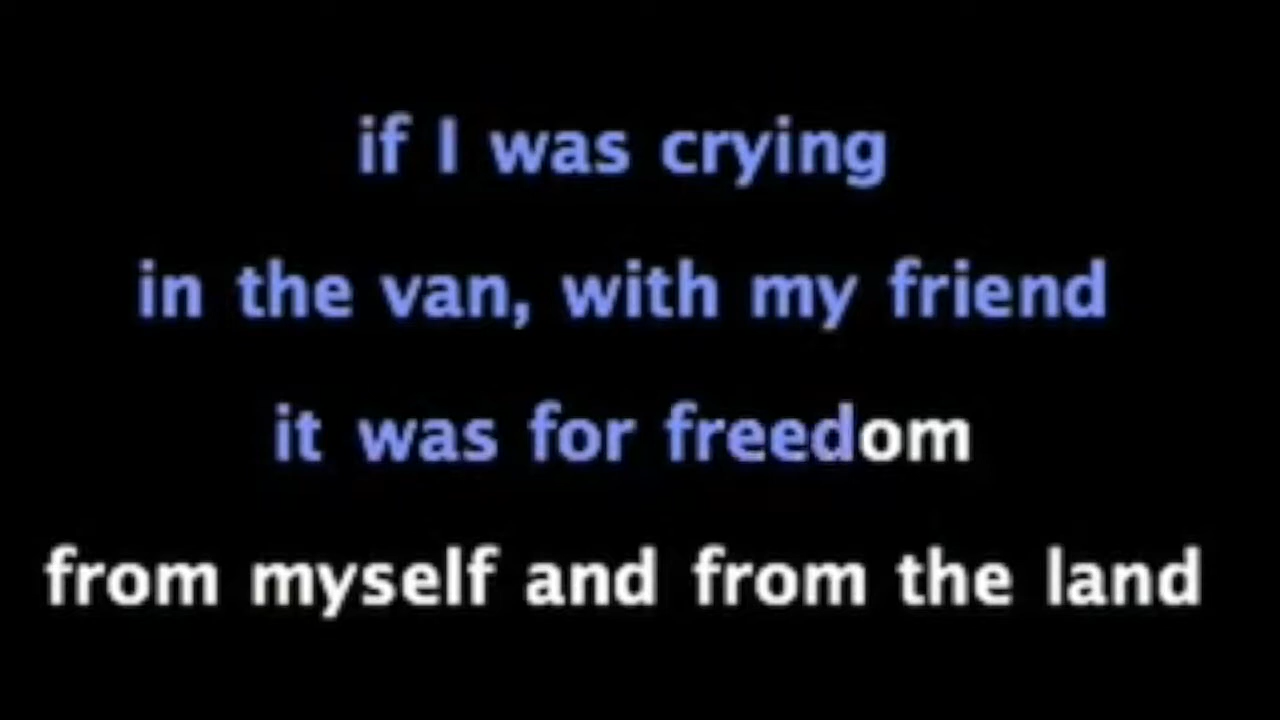 if I was crying
in the van, with my friend
it was for freedom
from myself and from the land